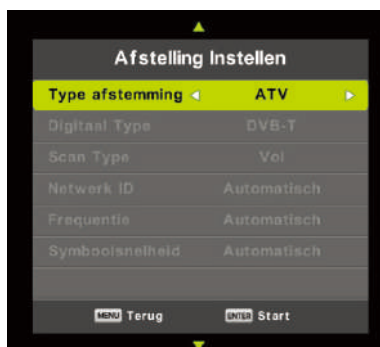 Afstelling Instellen
Type afstemming ATV
Digitaal Type DVB-T
Scan Type Vol
Netwerk ID Automatisch
Frequentie Automatisch
Symboolsnelheid Automatisch
MENU Terug ENTER Start